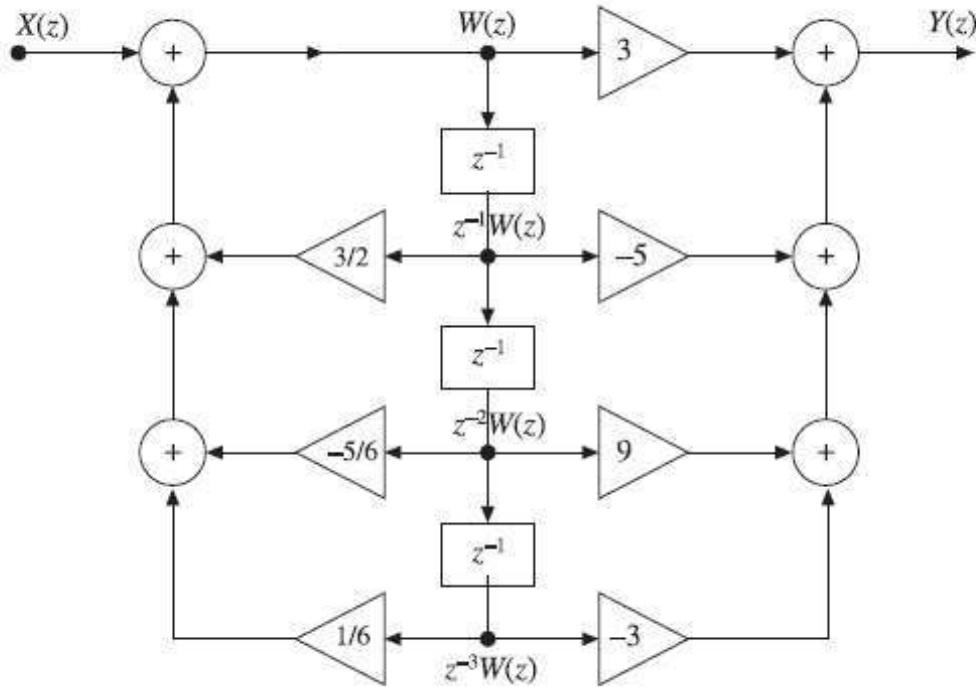 X(z) W(z) Y(z)
+ 3 +
z⁻¹
z⁻¹W(z)
+ 3/2 –5 +
z⁻¹
z⁻²W(z)
+ –5/6 9 +
z⁻¹
1/6 –3
z⁻³W(z)